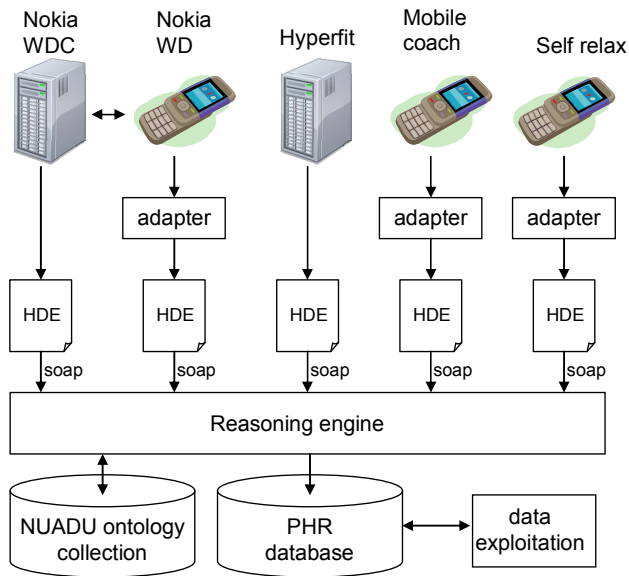 Nokia
WDC
Nokia
WD
Hyperfit
Mobile
coach
Self relax
adapter
adapter
adapter
HDE
HDE
HDE
HDE
HDE
soap
soap
soap
soap
soap
Reasoning engine
NUADU ontology
collection
PHR
database
data
exploitation